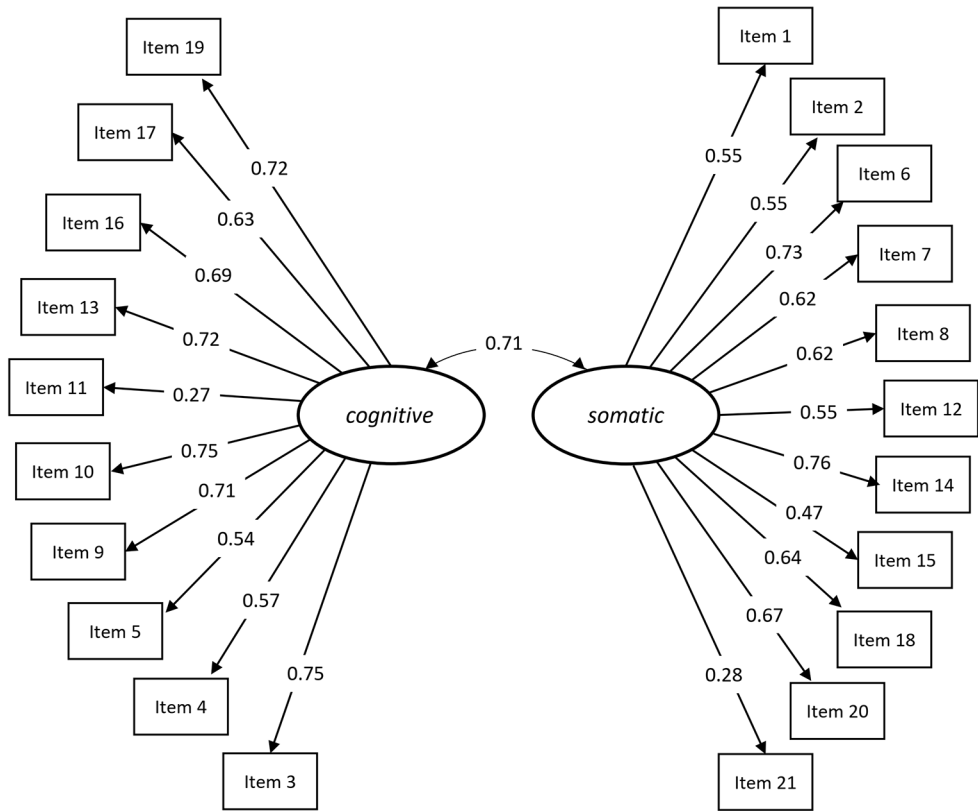 Item 19
Item 17
Item 16
Item 13
Item 11
Item 10
Item 9
Item 5
Item 4
Item 3
0.72
0.63
0.69
0.72
0.27
0.75
0.71
0.54
0.57
0.75
cognitive
0.71
somatic
0.55
0.55
0.73
0.62
0.62
0.55
0.76
0.47
0.64
0.67
0.28
Item 1
Item 2
Item 6
Item 7
Item 8
Item 12
Item 14
Item 15
Item 18
Item 20
Item 21